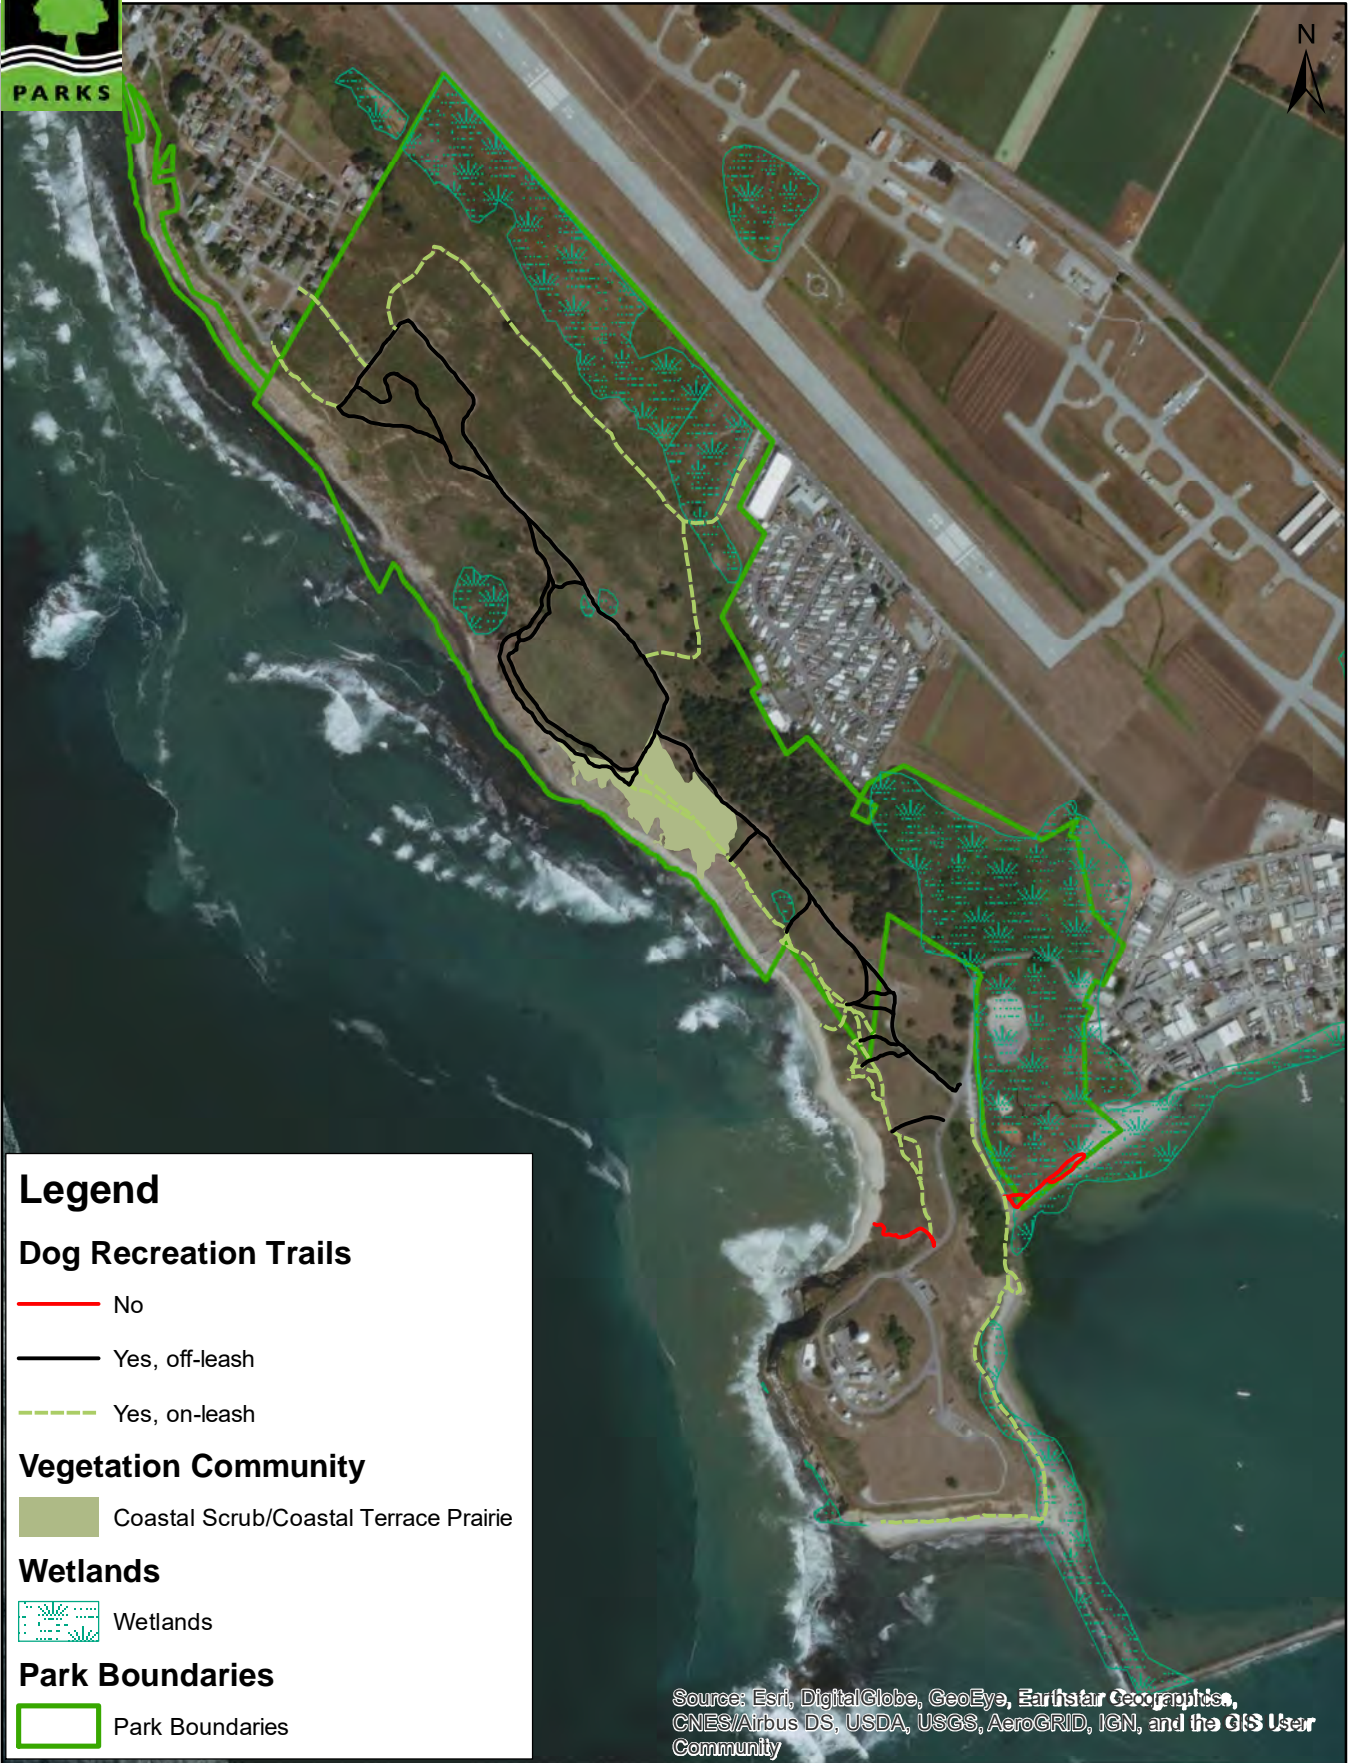 PARKS
N
Legend
Dog Recreation Trails
No
Yes, off-leash
Yes, on-leash
Vegetation Community
Coastal Scrub/Coastal Terrace Prairie
Wetlands
Wetlands
Park Boundaries
Park Boundaries
Source: Esri, DigitalGlobe, GeoEye, Earthstar Geographics,
CNES/Airbus DS, USDA, USGS, AeroGRID, IGN, and the GIS User
Community